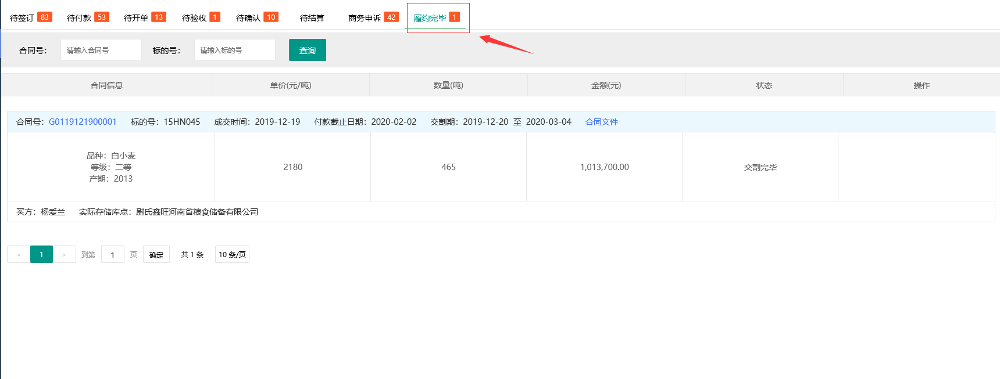 待签订 83 待付款 53 待开单 13 待验收 1 待确认 10 待结算 商务申诉 42 履约完毕 1
合同号： 请输入合同号 标的号： 请输入标的号 查询
合同信息 单价(元/吨) 数量(吨) 金额(元) 状态 操作
合同号：G0119121900001 标的号：15HN045 成交时间：2019-12-19 付款截止日期：2020-02-02 交割期：2019-12-20 至 2020-03-04 合同文件
品种：白小麦
等级：二等
产期：2013
2180 465 1,013,700.00 交割完毕
买方：杨爱兰 实际存储库点：尉氏鑫旺河南省粮食储备有限公司
< 1 > 到第 1 页 确定 共 1 条 10 条/页